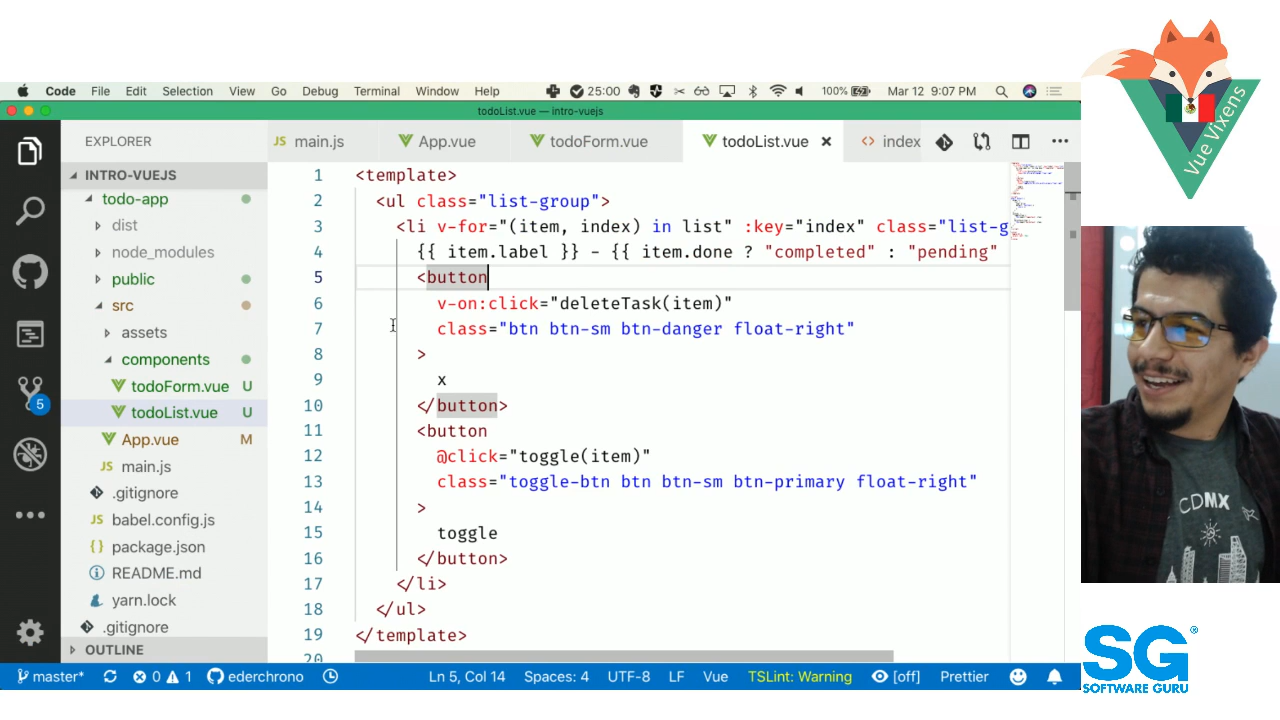 Code File Edit Selection View Go Debug Terminal Window Help 25:00 100% Mar 12 9:07 PM
todoList.vue — intro-vuejs
EXPLORER
JS main.js
App.vue
todoForm.vue
todoList.vue
<> index
INTRO-VUEJS
todo-app
dist
node_modules
public
src
assets
components
todoForm.vue U
todoList.vue U
App.vue M
JS main.js
.gitignore
JS babel.config.js
{} package.json
README.md
yarn.lock
.gitignore
OUTLINE
5
1 <template>
2 <ul class="list-group">
3 <li v-for="(item, index) in list" :key="index" class="list-g
4 {{ item.label }} - {{ item.done ? "completed" : "pending"
5 <button
6 v-on:click="deleteTask(item)"
7 class="btn btn-sm btn-danger float-right"
8 >
9 x
10 </button>
11 <button
12 @click="toggle(item)"
13 class="toggle-btn btn btn-sm btn-primary float-right"
14 >
15 toggle
16 </button>
17 </li>
18 </ul>
19 </template>
20
master* 0 1 ederchrono Ln 5, Col 14 Spaces: 4 UTF-8 LF Vue TSLint: Warning [off] Prettier
Vue Vixens
CDMX
SG®
SOFTWARE GURU